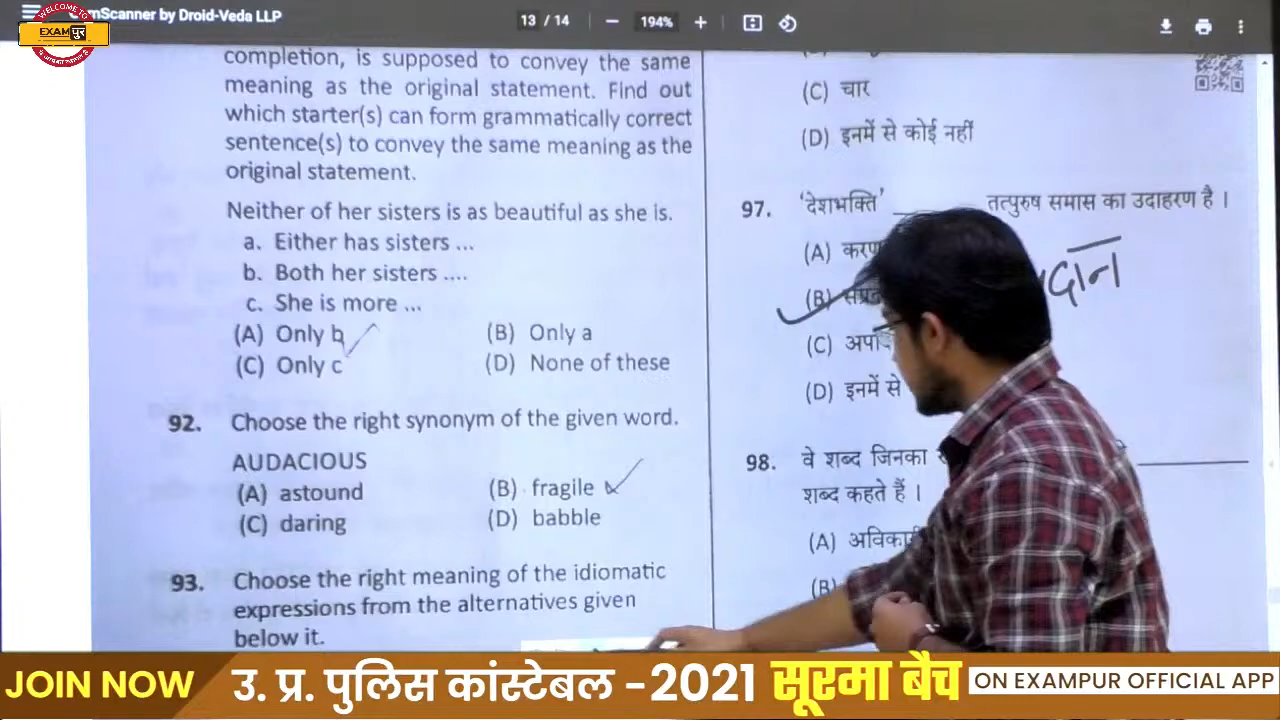 CamScanner by Droid-Veda LLP
13 / 14
194%
WELCOME TO
EXAMपुर
completion, is supposed to convey the same
meaning as the original statement. Find out
which starter(s) can form grammatically correct
sentence(s) to convey the same meaning as the
original statement.
Neither of her sisters is as beautiful as she is.
a. Either has sisters ...
b. Both her sisters ....
c. She is more ...
(A) Only b
(B) Only a
(C) Only c
(D) None of these
92. Choose the right synonym of the given word.
AUDACIOUS
(A) astound
(B) fragile
(C) daring
(D) babble
93. Choose the right meaning of the idiomatic
expressions from the alternatives given
below it.
(C) चार
(D) इनमें से कोई नहीं
97. 'देशभक्ति' ______ तत्पुरुष समास का उदाहरण है ।
(A)
(B)
(C)
(D) इनमें से
दान
98. वे शब्द जिनका
शब्द कहते हैं ।
(A)
(B)
JOIN NOW
उ. प्र. पुलिस कांस्टेबल -2021 सूरमा बैच
ON EXAMPUR OFFICIAL APP